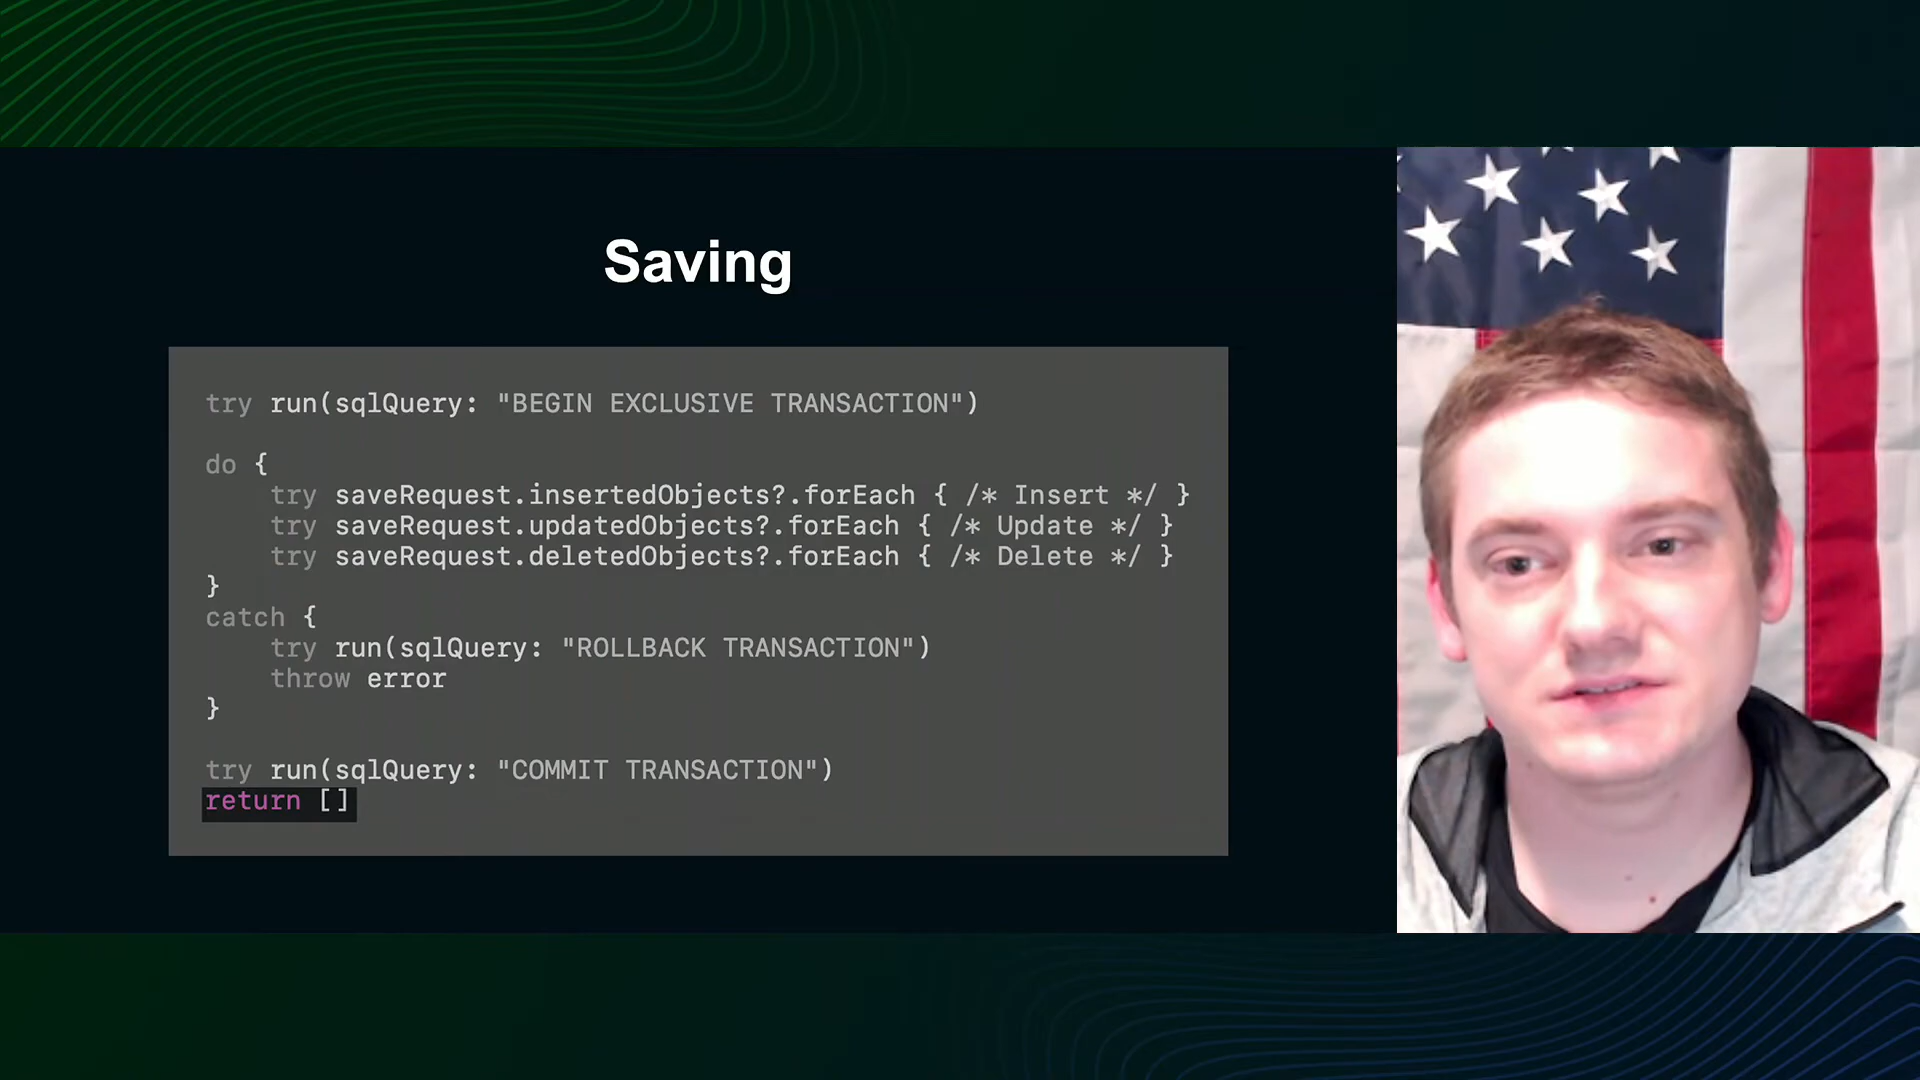 Saving
try run(sqlQuery: "BEGIN EXCLUSIVE TRANSACTION")
do {
try saveRequest.insertedObjects?.forEach { /* Insert */ }
try saveRequest.updatedObjects?.forEach { /* Update */ }
try saveRequest.deletedObjects?.forEach { /* Delete */ }
}
catch {
try run(sqlQuery: "ROLLBACK TRANSACTION")
throw error
}
try run(sqlQuery: "COMMIT TRANSACTION")
return []